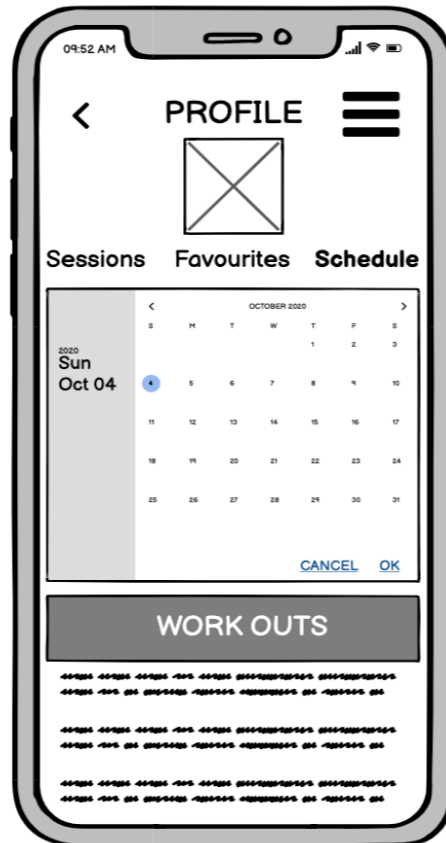 09:52 AM
PROFILE
Sessions Favourites Schedule
OCTOBER 2020
S M T W T F S
2020
Sun
Oct 04
1 2 3
4 5 6 7 8 9 10
11 12 13 14 15 16 17
18 19 20 21 22 23 24
25 26 27 28 29 30 31
CANCEL OK
WORK OUTS